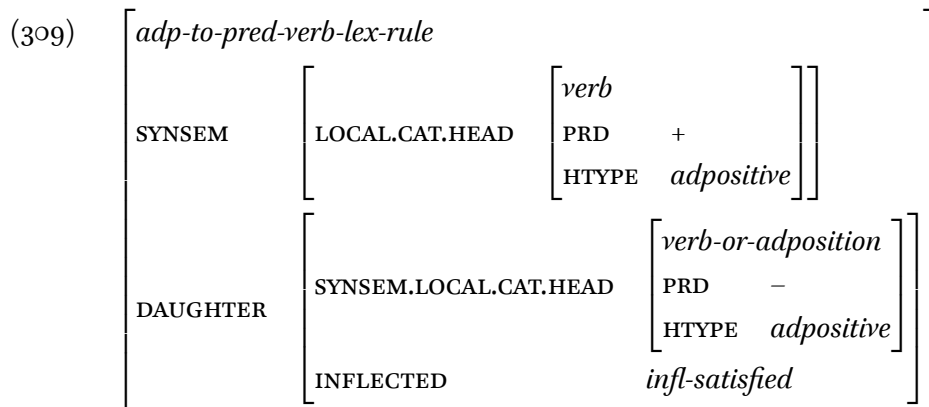 (309) adp-to-pred-verb-lex-rule
verb
SYNSEM LOCAL.CAT.HEAD PRD +
HTYPE adpositive
verb-or-adposition
SYNSEM.LOCAL.CAT.HEAD PRD –
DAUGHTER
HTYPE adpositive
INFLECTED infl-satisfied